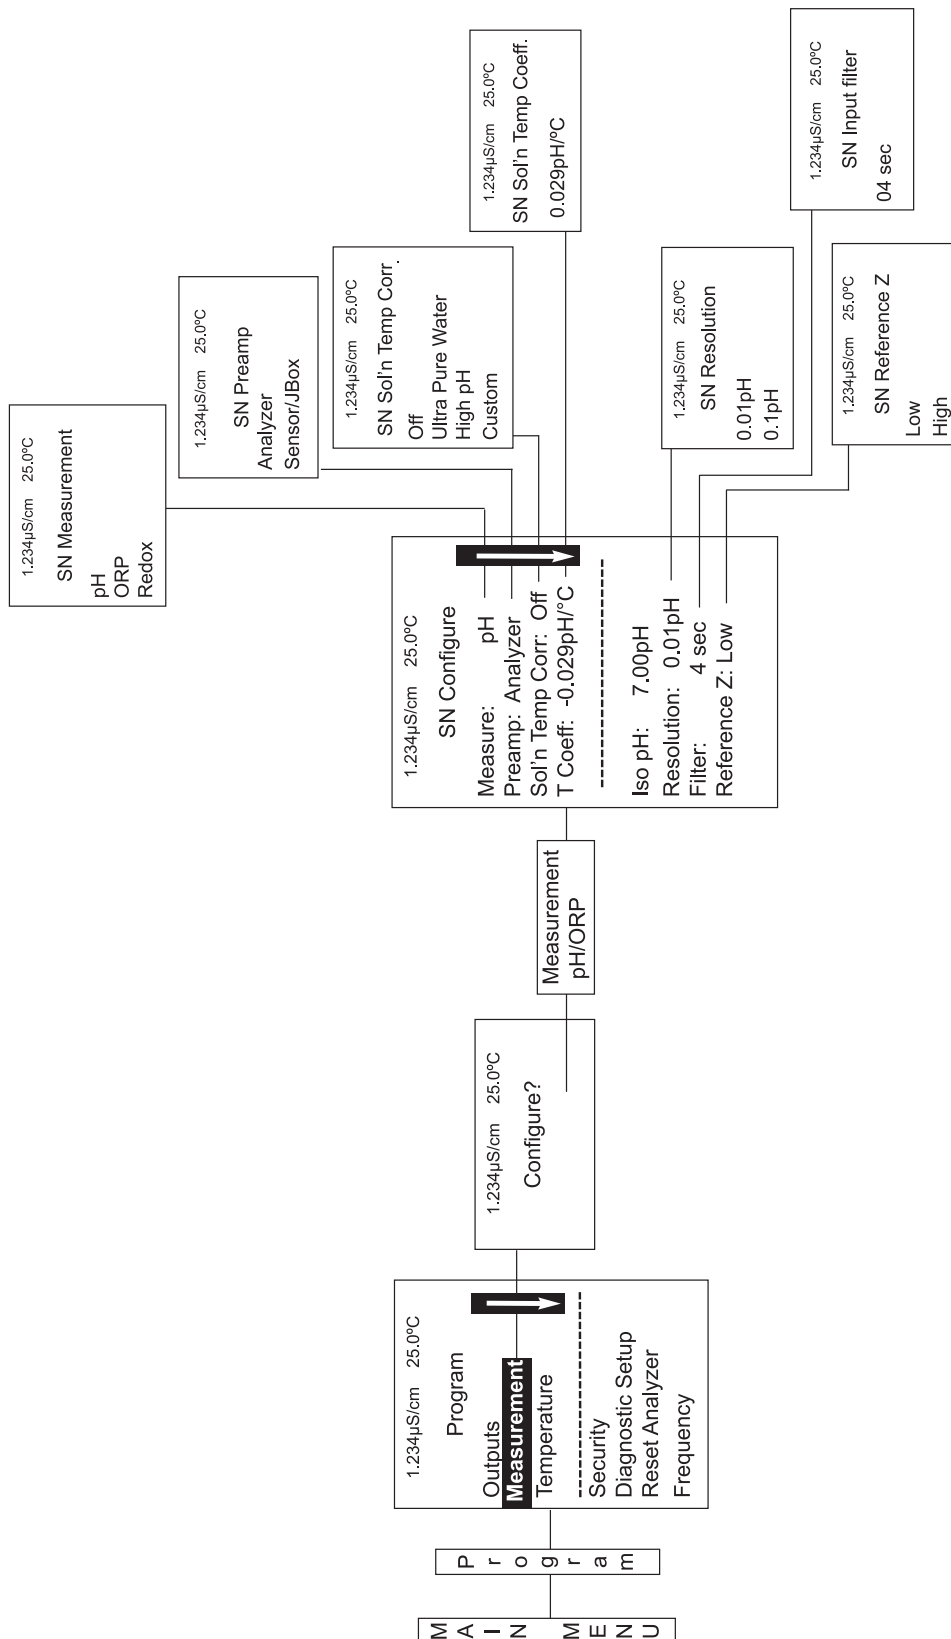 MAIN MENU
Program
1.234µS/cm 25.0ºC
Program
Outputs
Measurement
Temperature
Security
Diagnostic Setup
Reset Analyzer
Frequency
1.234µS/cm 25.0ºC
Configure?
Measurement
pH/ORP
1.234µS/cm 25.0ºC
SN Configure
Measure: pH
Preamp: Analyzer
Sol'n Temp Corr: Off
T Coeff: -0.029pH/°C
Iso pH: 7.00pH
Resolution: 0.01pH
Filter: 4 sec
Reference Z: Low
1.234µS/cm 25.0ºC
SN Measurement
pH
ORP
Redox
1.234µS/cm 25.0ºC
SN Preamp
Analyzer
Sensor/JBox
1.234µS/cm 25.0ºC
SN Sol'n Temp Corr.
Off
Ultra Pure Water
High pH
Custom
1.234µS/cm 25.0ºC
SN Sol'n Temp Coeff.
0.029pH/ºC
1.234µS/cm 25.0ºC
SN Resolution
0.01pH
0.1pH
1.234µS/cm 25.0ºC
SN Input filter
04 sec
1.234µS/cm 25.0ºC
SN Reference Z
Low
High